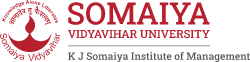 Knowledge Alone Liberates
SOMAIYA
VIDYAVIHAR UNIVERSITY
K J Somaiya Institute of Management
Somaiya Vidyavihar